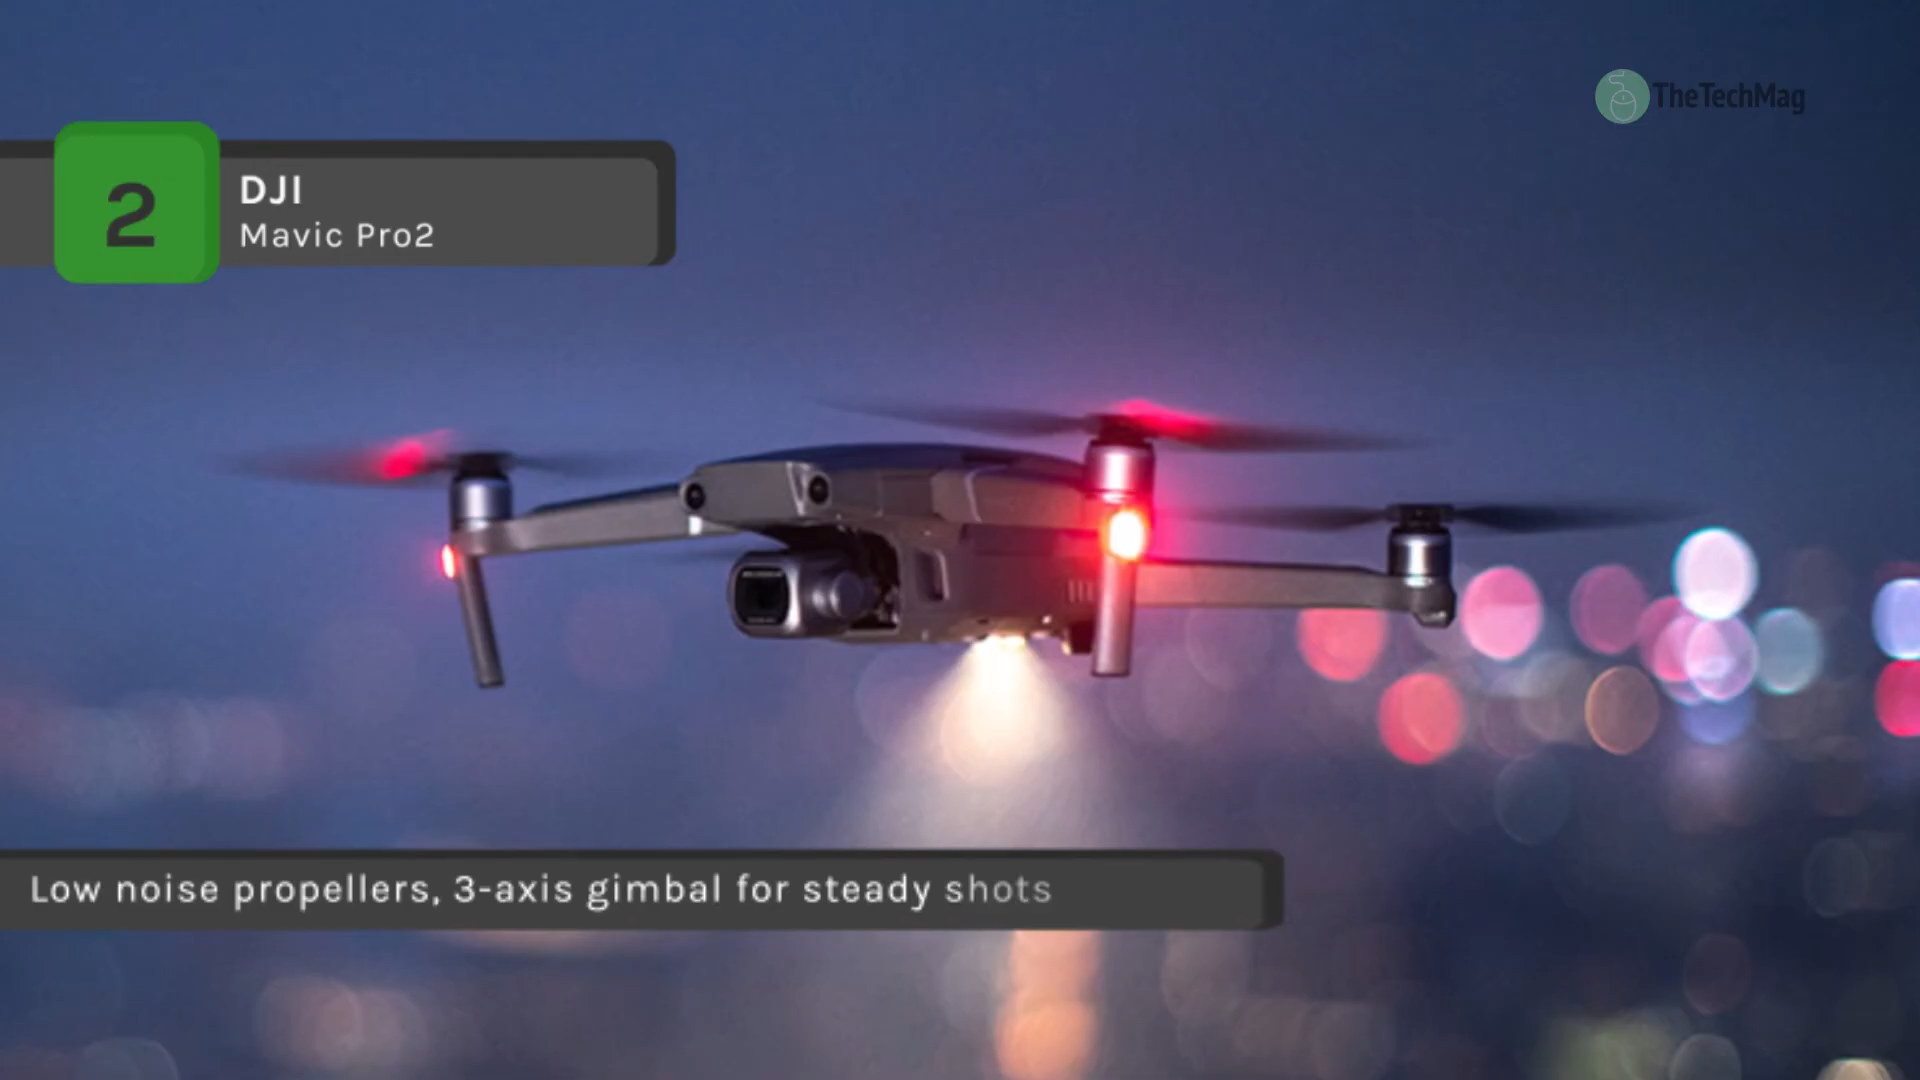 TheTechMag
2
DJI
Mavic Pro2
Low noise propellers, 3-axis gimbal for steady shots